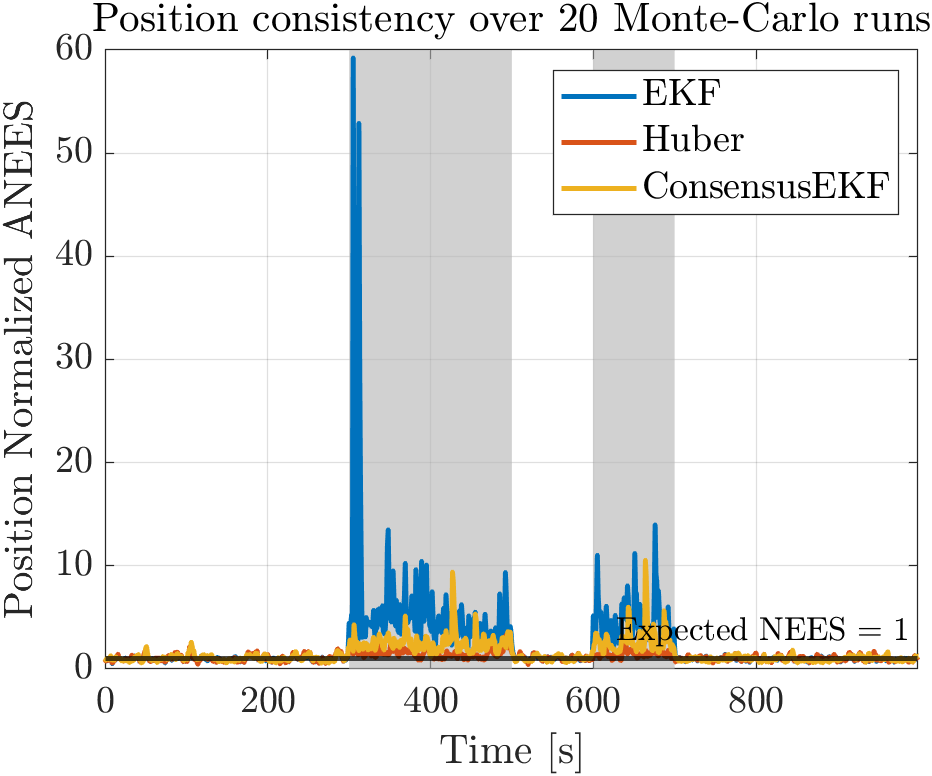 Position consistency over 20 Monte-Carlo runs
Position Normalized ANEES
60
50
40
30
20
10
0
EKF
Huber
ConsensusEKF
Expected NEES = 1
0 200 400 600 800
Time [s]